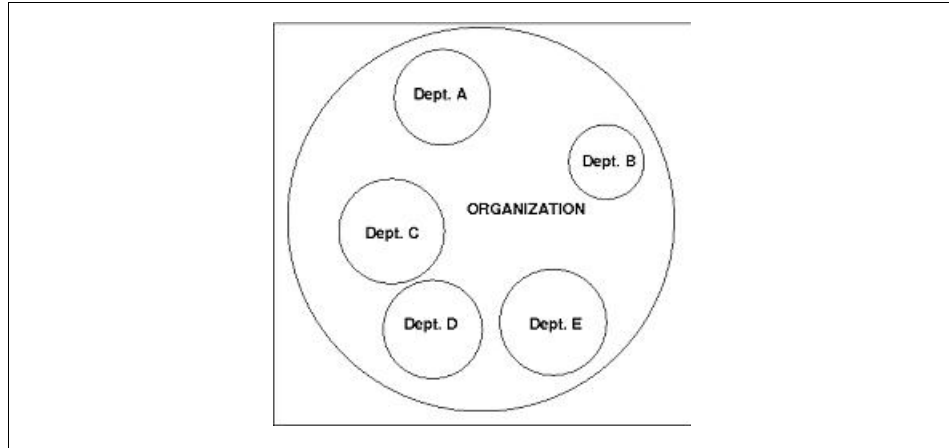 Dept. A
Dept. B
ORGANIZATION
Dept. C
Dept. D
Dept. E